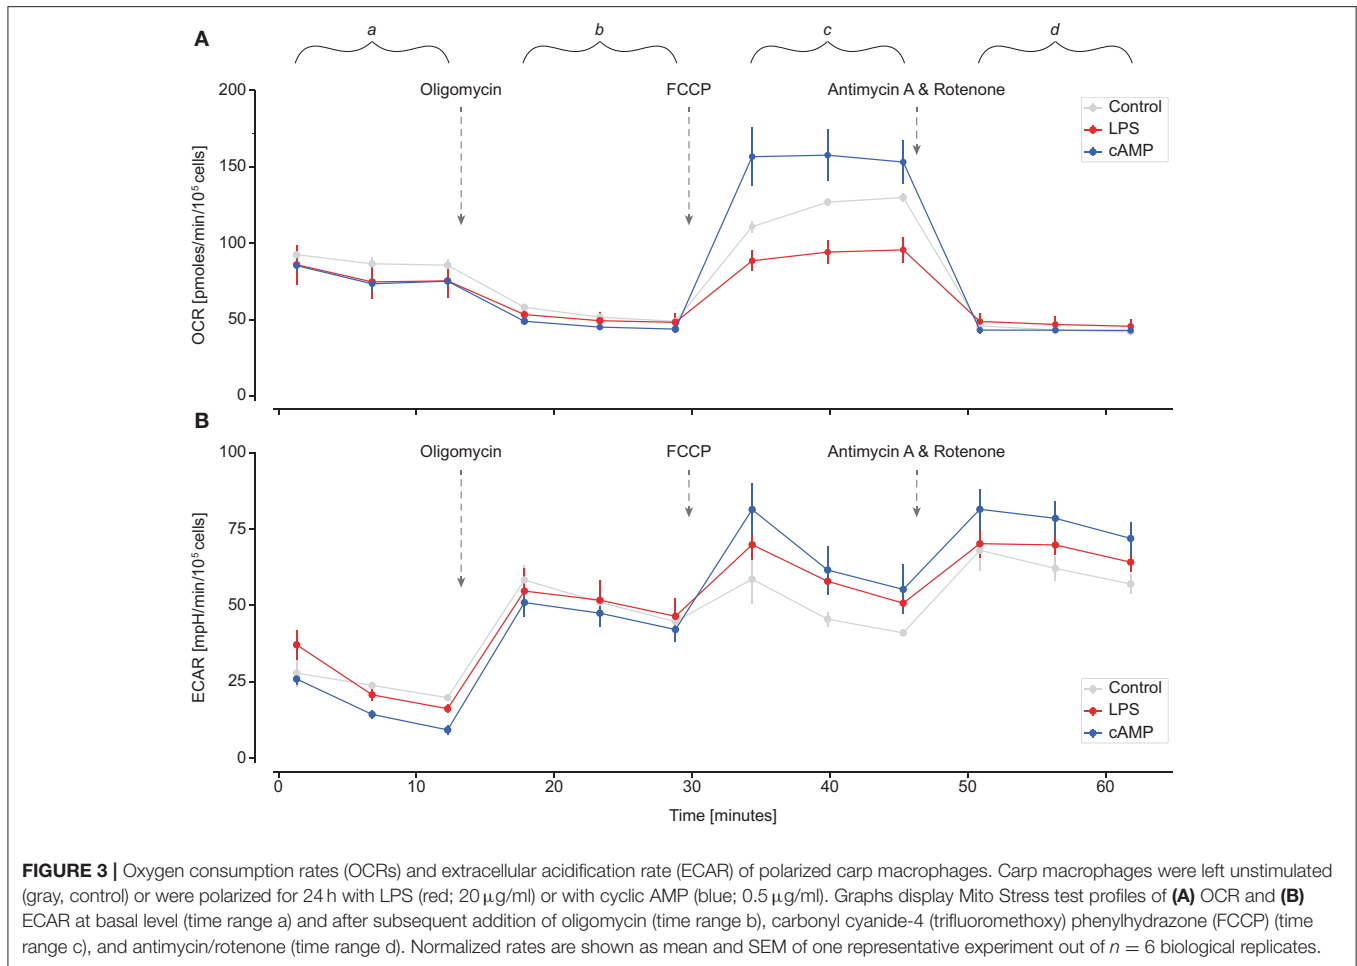 A
a b c d
Oligomycin FCCP Antimycin A & Rotenone
200
150
100
50
0
OCR [pmoles/min/10⁵ cells]
Control
LPS
cAMP
B
Oligomycin FCCP Antimycin A & Rotenone
100
75
50
25
0
ECAR [mpH/min/10⁵ cells]
Control
LPS
cAMP
0 10 20 30 40 50 60
Time [minutes]
FIGURE 3 | Oxygen consumption rates (OCRs) and extracellular acidification rate (ECAR) of polarized carp macrophages. Carp macrophages were left unstimulated
(gray, control) or were polarized for 24 h with LPS (red; 20 µg/ml) or with cyclic AMP (blue; 0.5 µg/ml). Graphs display Mito Stress test profiles of (A) OCR and (B)
ECAR at basal level (time range a) and after subsequent addition of oligomycin (time range b), carbonyl cyanide-4 (trifluoromethoxy) phenylhydrazone (FCCP) (time
range c), and antimycin/rotenone (time range d). Normalized rates are shown as mean and SEM of one representative experiment out of n = 6 biological replicates.